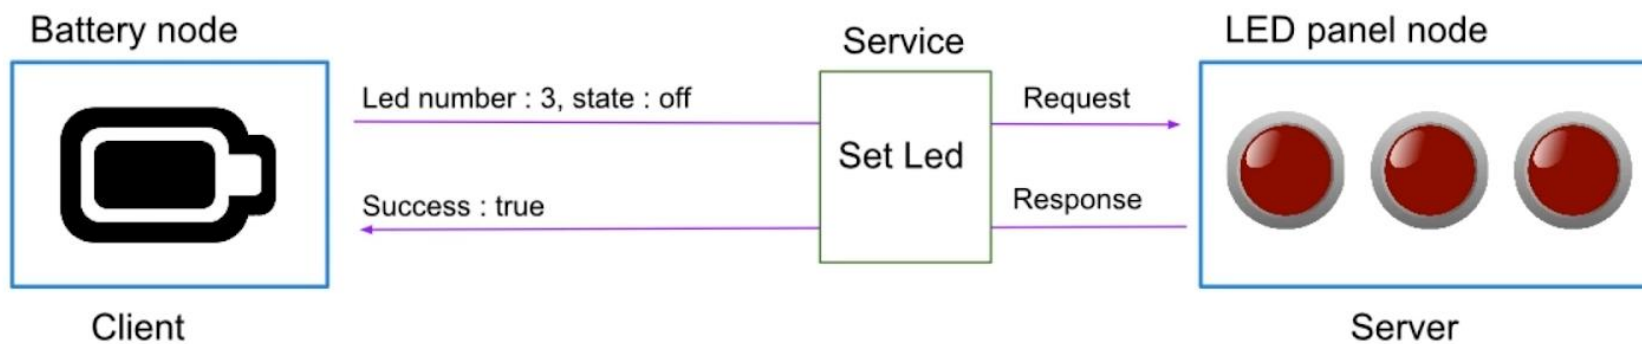 Battery node
Service
LED panel node
Led number : 3, state : off
Request
Set Led
Success : true
Response
Client
Server